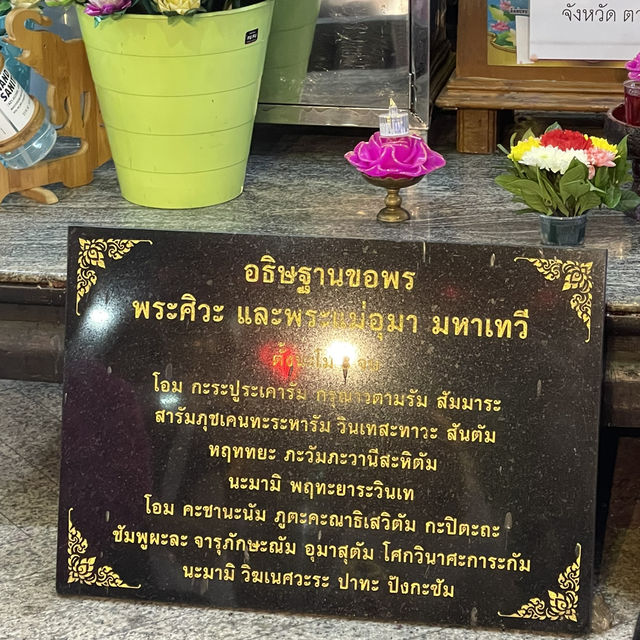 จังหวัด ตา
อธิษฐานขอพร
พระศิวะ และพระแม่อุมา มหาเทวี
ตั้งนะโม 3 จบ
โอม กะระปูระเคารัม กรุณาวตามรัม สัมมาระ
สารัมภุชเคนทะระหารัม วินเทสะทาวะ สันตัม
หฤททยะ ภะวัมภะวานีสะหิตัม
นะมามิ พฤทะยาระวินเท
โอม คะชานะนัม ภูตะคะณาธิเสวิตัม กะปิตะถะ
ชัมพูผะละ จารุภักษะณัม อุมาสุตัม โศกวินาศะการะกัม
นะมามิ วิฆเนศวะระ ปาทะ ปังกะชัม